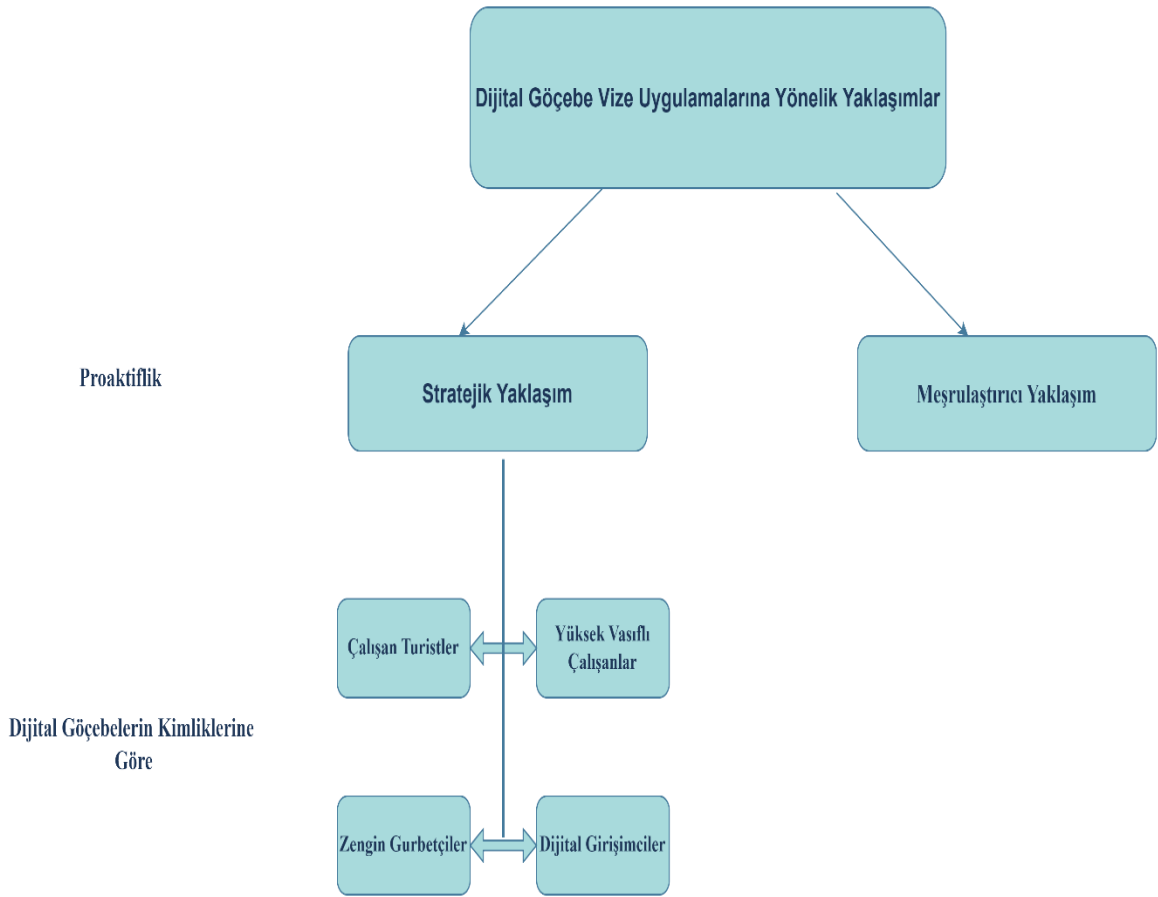 Dijital Göçebe Vize Uygulamalarına Yönelik Yaklaşımlar
Proaktiflik
Stratejik Yaklaşım
Meşrulaştırıcı Yaklaşım
Çalışan Turistler
Yüksek Vasıflı
Çalışanlar
Dijital Göçebelerin Kimliklerine
Göre
Zengin Gurbetçiler
Dijital Girişimciler